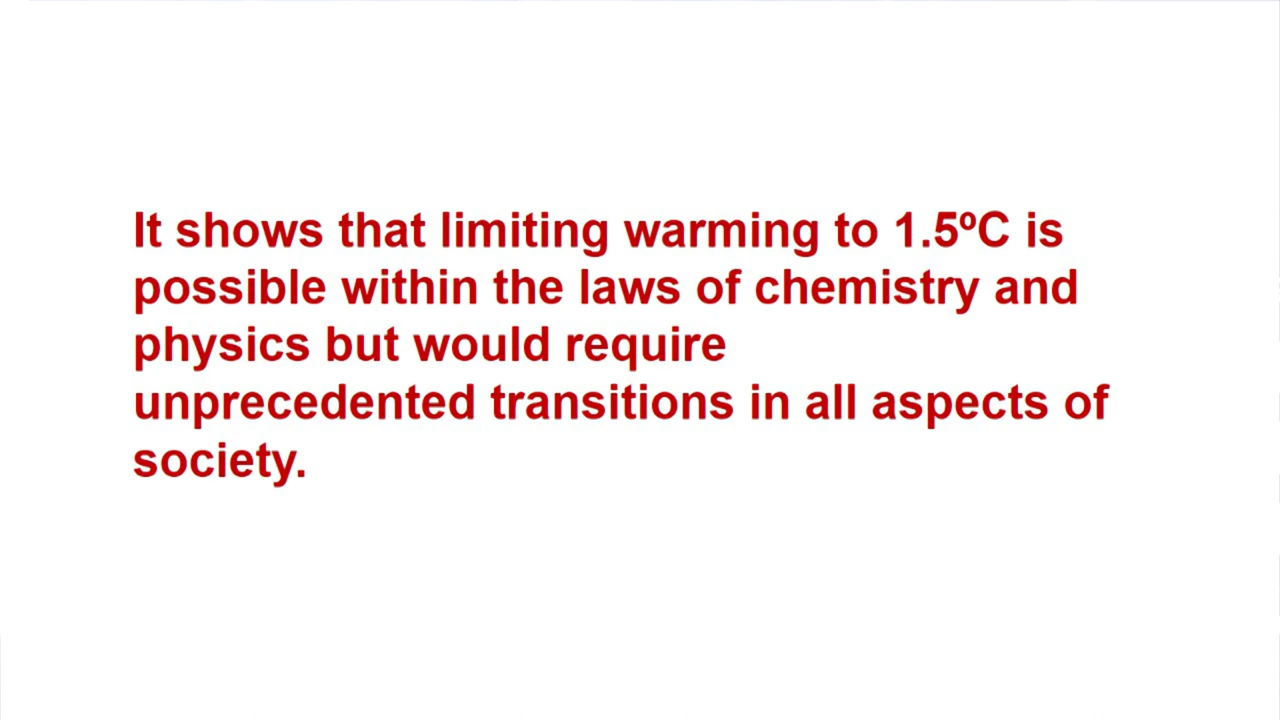 It shows that limiting warming to 1.5ºC is
possible within the laws of chemistry and
physics but would require
unprecedented transitions in all aspects of
society.